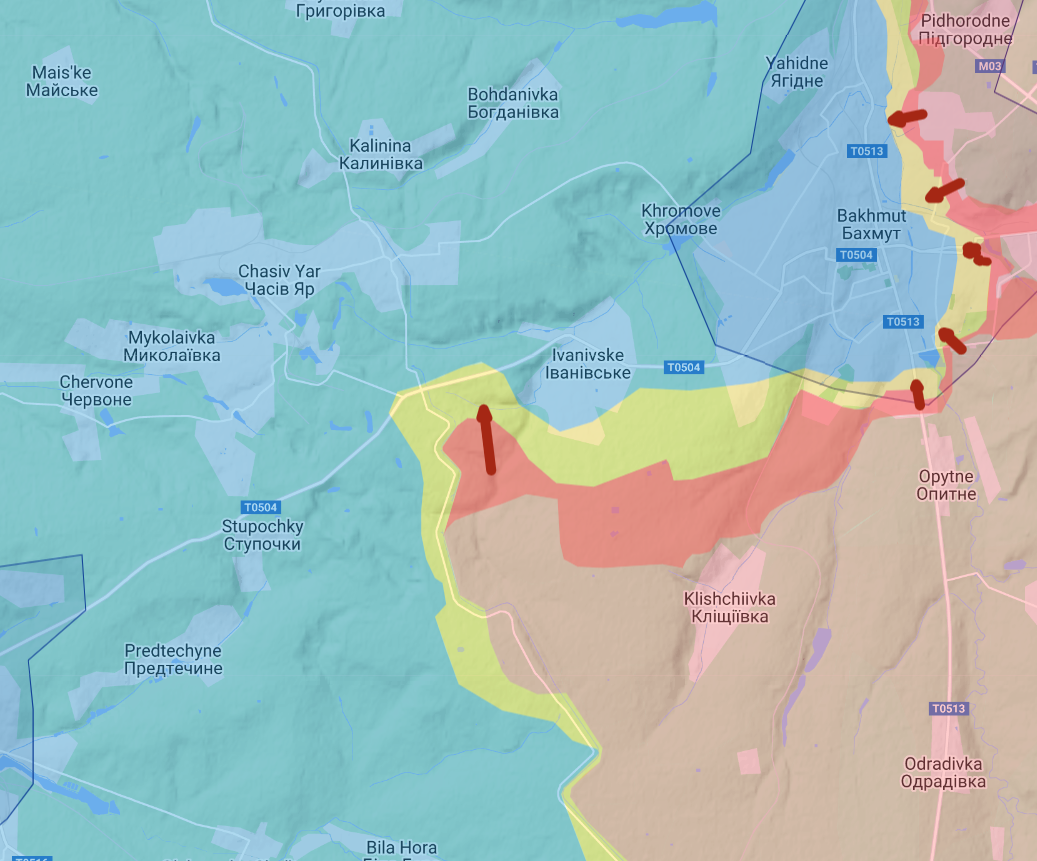 Григорівка
Pidhorodne
Підгородне
M03
Mais'ke
Майське
Yahidne
Ягідне
Bohdanivka
Богданівка
Kalinina
Калинівка
T0513
Khromove
Хромове
Bakhmut
Бахмут
T0504
Chasiv Yar
Часів Яр
T0513
Mykolaivka
Миколаївка
Ivanivske
Іванівське
T0504
Chervone
Червоне
Opytne
Опитне
T0504
Stupochky
Ступочки
Klishchiivka
Кліщіївка
Predtechyne
Предтечине
T0513
Odradivka
Одрадівка
Bila Hora